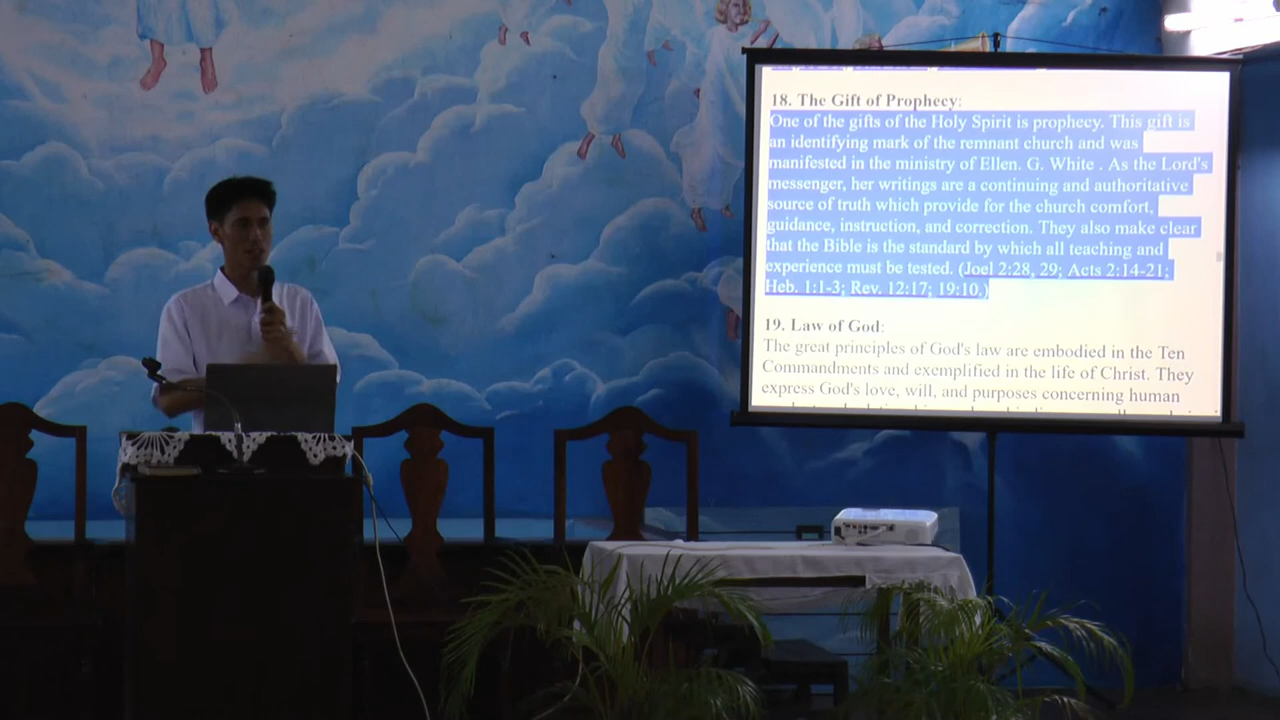 18. The Gift of Prophecy:
One of the gifts of the Holy Spirit is prophecy. This gift is
an identifying mark of the remnant church and was
manifested in the ministry of Ellen. G. White . As the Lord's
messenger, her writings are a continuing and authoritative
source of truth which provide for the church comfort,
guidance, instruction, and correction. They also make clear
that the Bible is the standard by which all teaching and
experience must be tested. (Joel 2:28, 29; Acts 2:14-21;
Heb. 1:1-3; Rev. 12:17; 19:10.)
19. Law of God:
The great principles of God's law are embodied in the Ten
Commandments and exemplified in the life of Christ. They
express God's love, will, and purposes concerning human